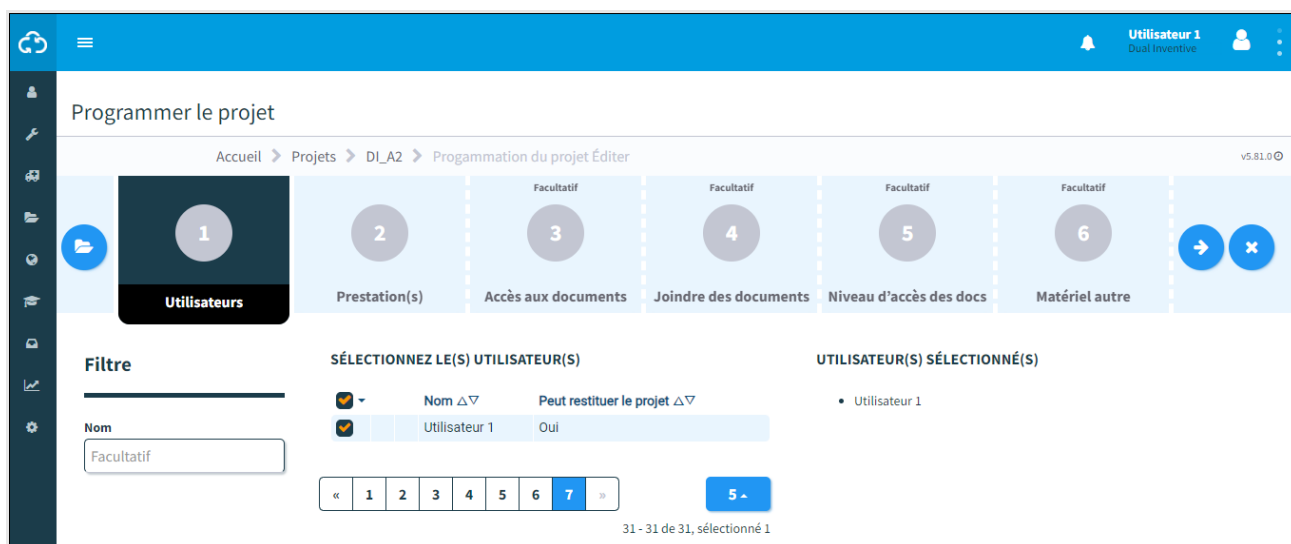 Utilisateur 1
Dual Inventive
Programmer le projet
Accueil Projets DI_A2 Progammation du projet Éditer
v5.81.0
Facultatif Facultatif Facultatif Facultatif
1 2 3 4 5 6
Utilisateurs Prestation(s) Accès aux documents Joindre des documents Niveau d'accès des docs Matériel autre
Filtre
SÉLECTIONNEZ LE(S) UTILISATEUR(S)
UTILISATEUR(S) SÉLECTIONNÉ(S)
Nom Peut restituer le projet
Utilisateur 1
Nom
Utilisateur 1 Oui
Facultatif
« 1 2 3 4 5 6 7 »
5
31 - 31 de 31, sélectionné 1